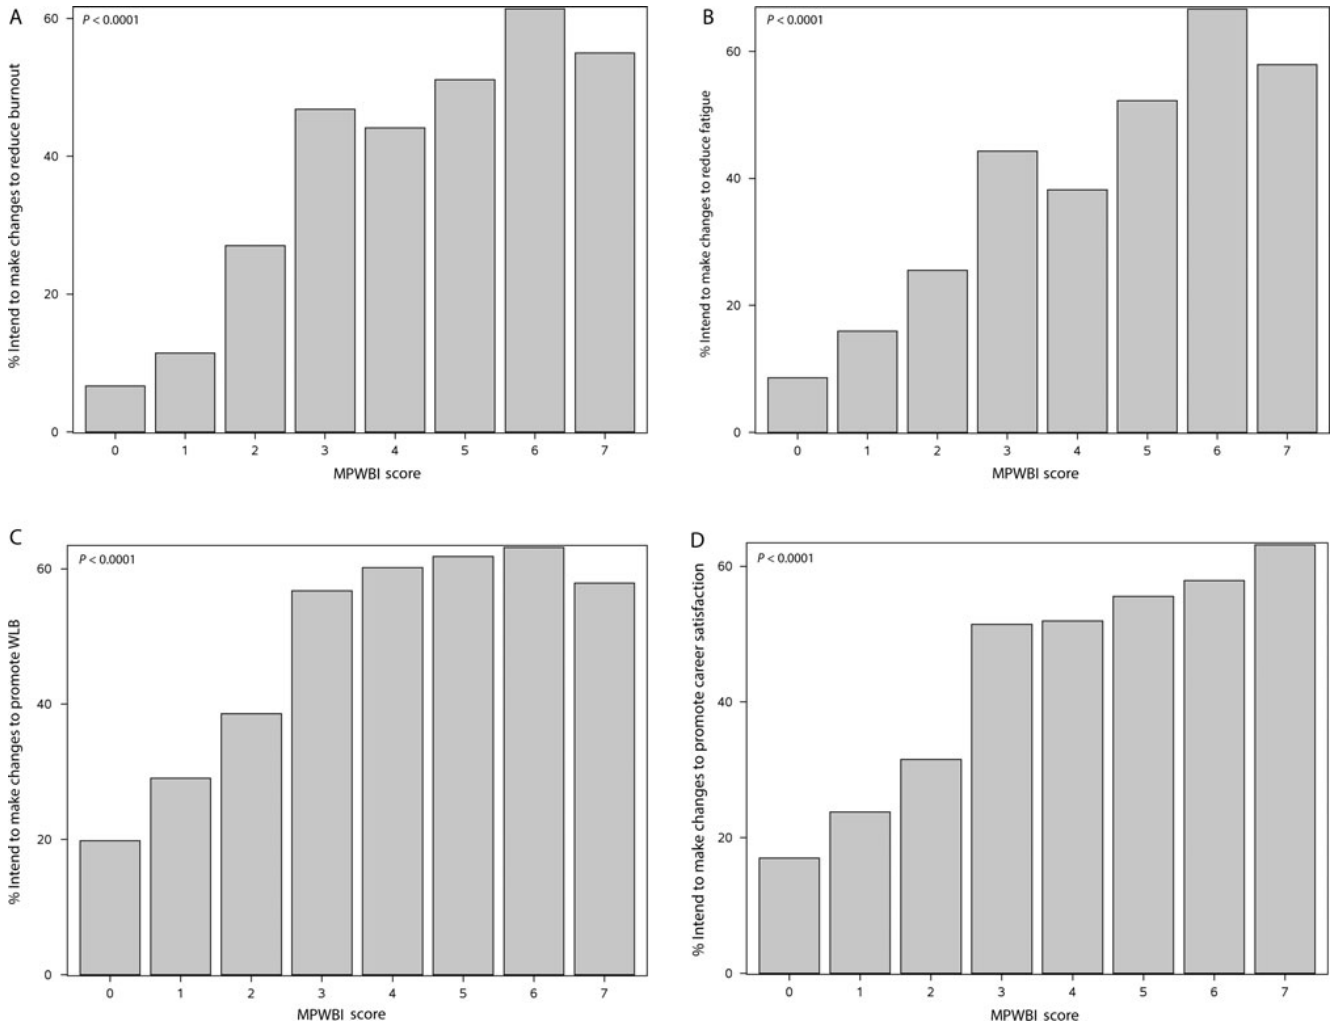 A
P < 0.0001
% Intend to make changes to reduce burnout
60
40
20
0
0 1 2 3 4 5 6 7
MPWBI score
B
P < 0.0001
% Intend to make changes to reduce fatigue
60
40
20
0
0 1 2 3 4 5 6 7
MPWBI score
C
P < 0.0001
% Intend to make changes to promote WLB
60
40
20
0
0 1 2 3 4 5 6 7
MPWBI score
D
P < 0.0001
% Intend to make changes to promote career satisfaction
60
40
20
0
0 1 2 3 4 5 6 7
MPWBI score